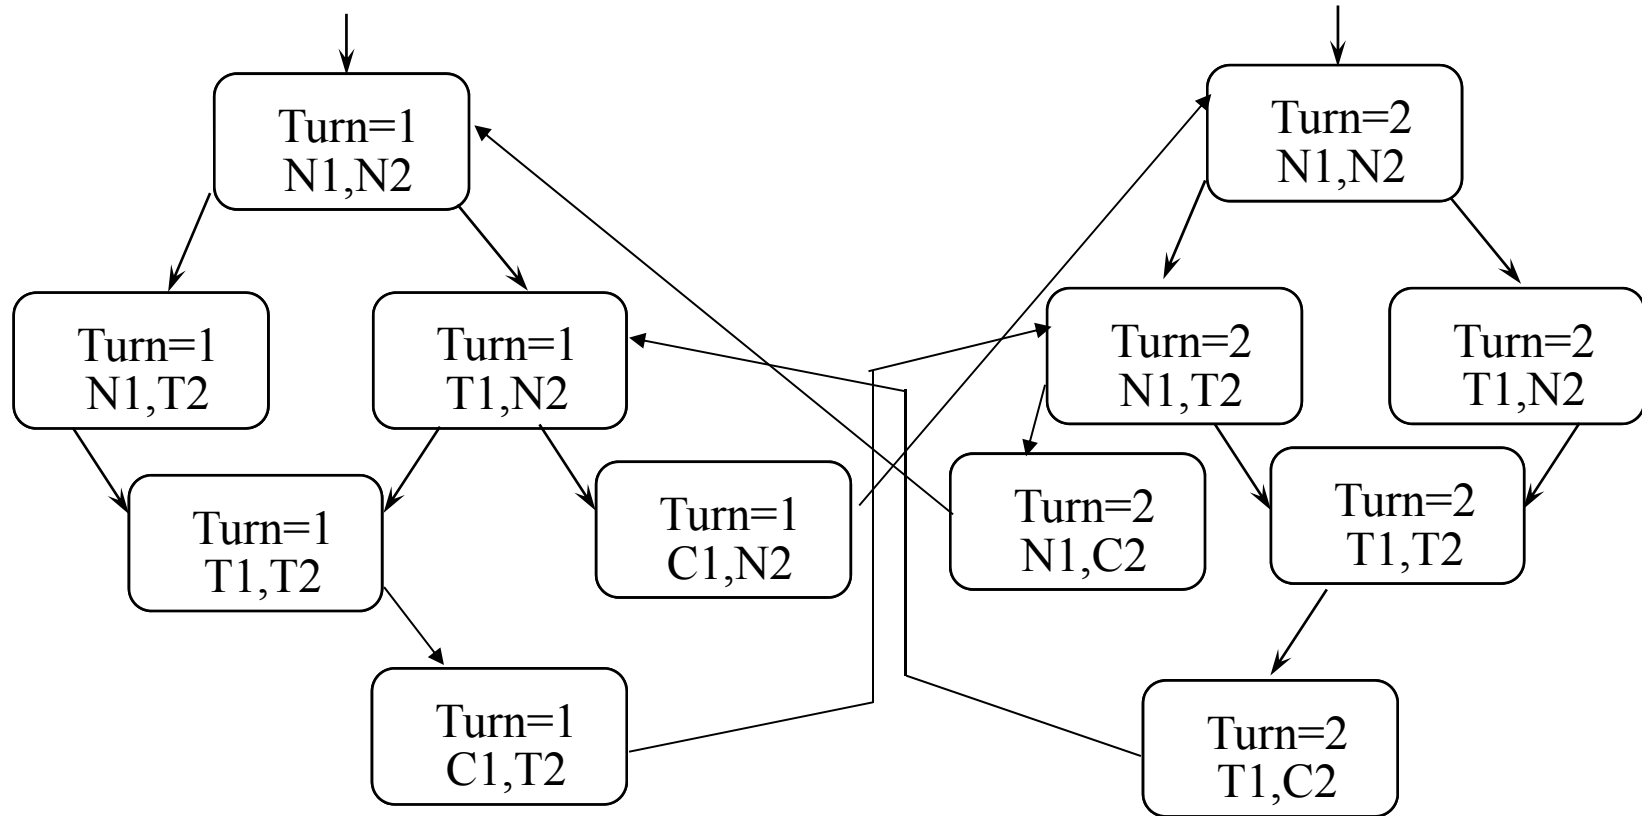 Turn=1
N1,N2
Turn=2
N1,N2
Turn=1
N1,T2
Turn=1
T1,N2
Turn=2
N1,T2
Turn=2
T1,N2
Turn=1
T1,T2
Turn=1
C1,N2
Turn=2
N1,C2
Turn=2
T1,T2
Turn=1
C1,T2
Turn=2
T1,C2